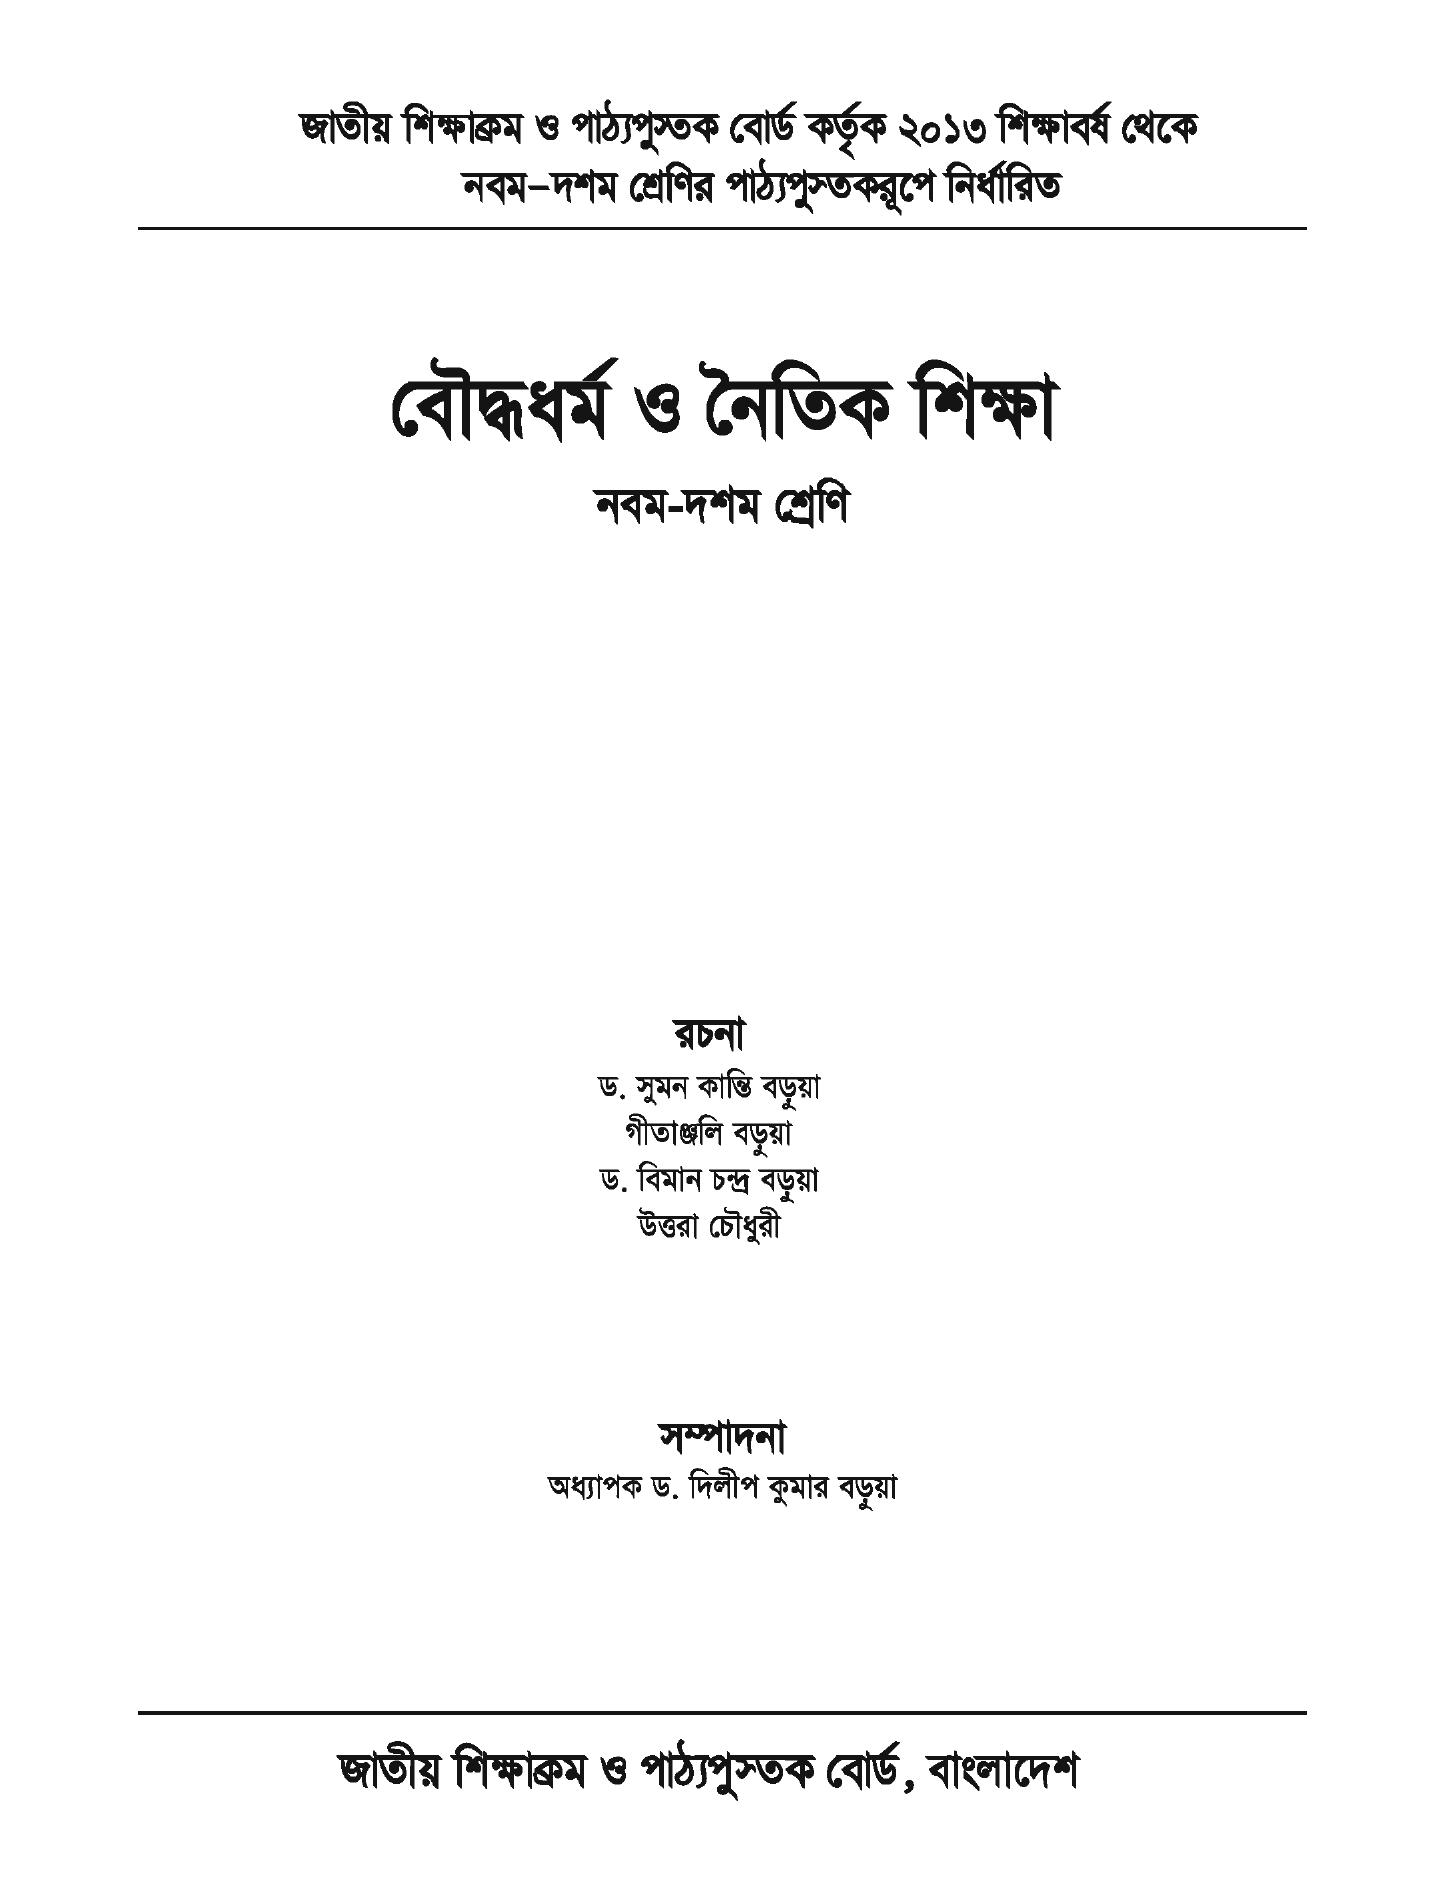 জাতীয় শিক্ষাক্রম ও পাঠ্যপুস্তক বোর্ড কর্তৃক ২০১৩ শিক্ষাবর্ষ থেকে
নবম–দশম শ্রেণির পাঠ্যপুস্তকরূপে নির্ধারিত
বৌদ্ধধর্ম ও নৈতিক শিক্ষা
নবম-দশম শ্রেণি
রচনা
ড. সুমন কান্তি বড়ুয়া
গীতাঞ্জলি বড়ুয়া
ড. বিমান চন্দ্র বড়ুয়া
উত্তরা চৌধুরী
সম্পাদনা
অধ্যাপক ড. দিলীপ কুমার বড়ুয়া
জাতীয় শিক্ষাক্রম ও পাঠ্যপুস্তক বোর্ড, বাংলাদেশ